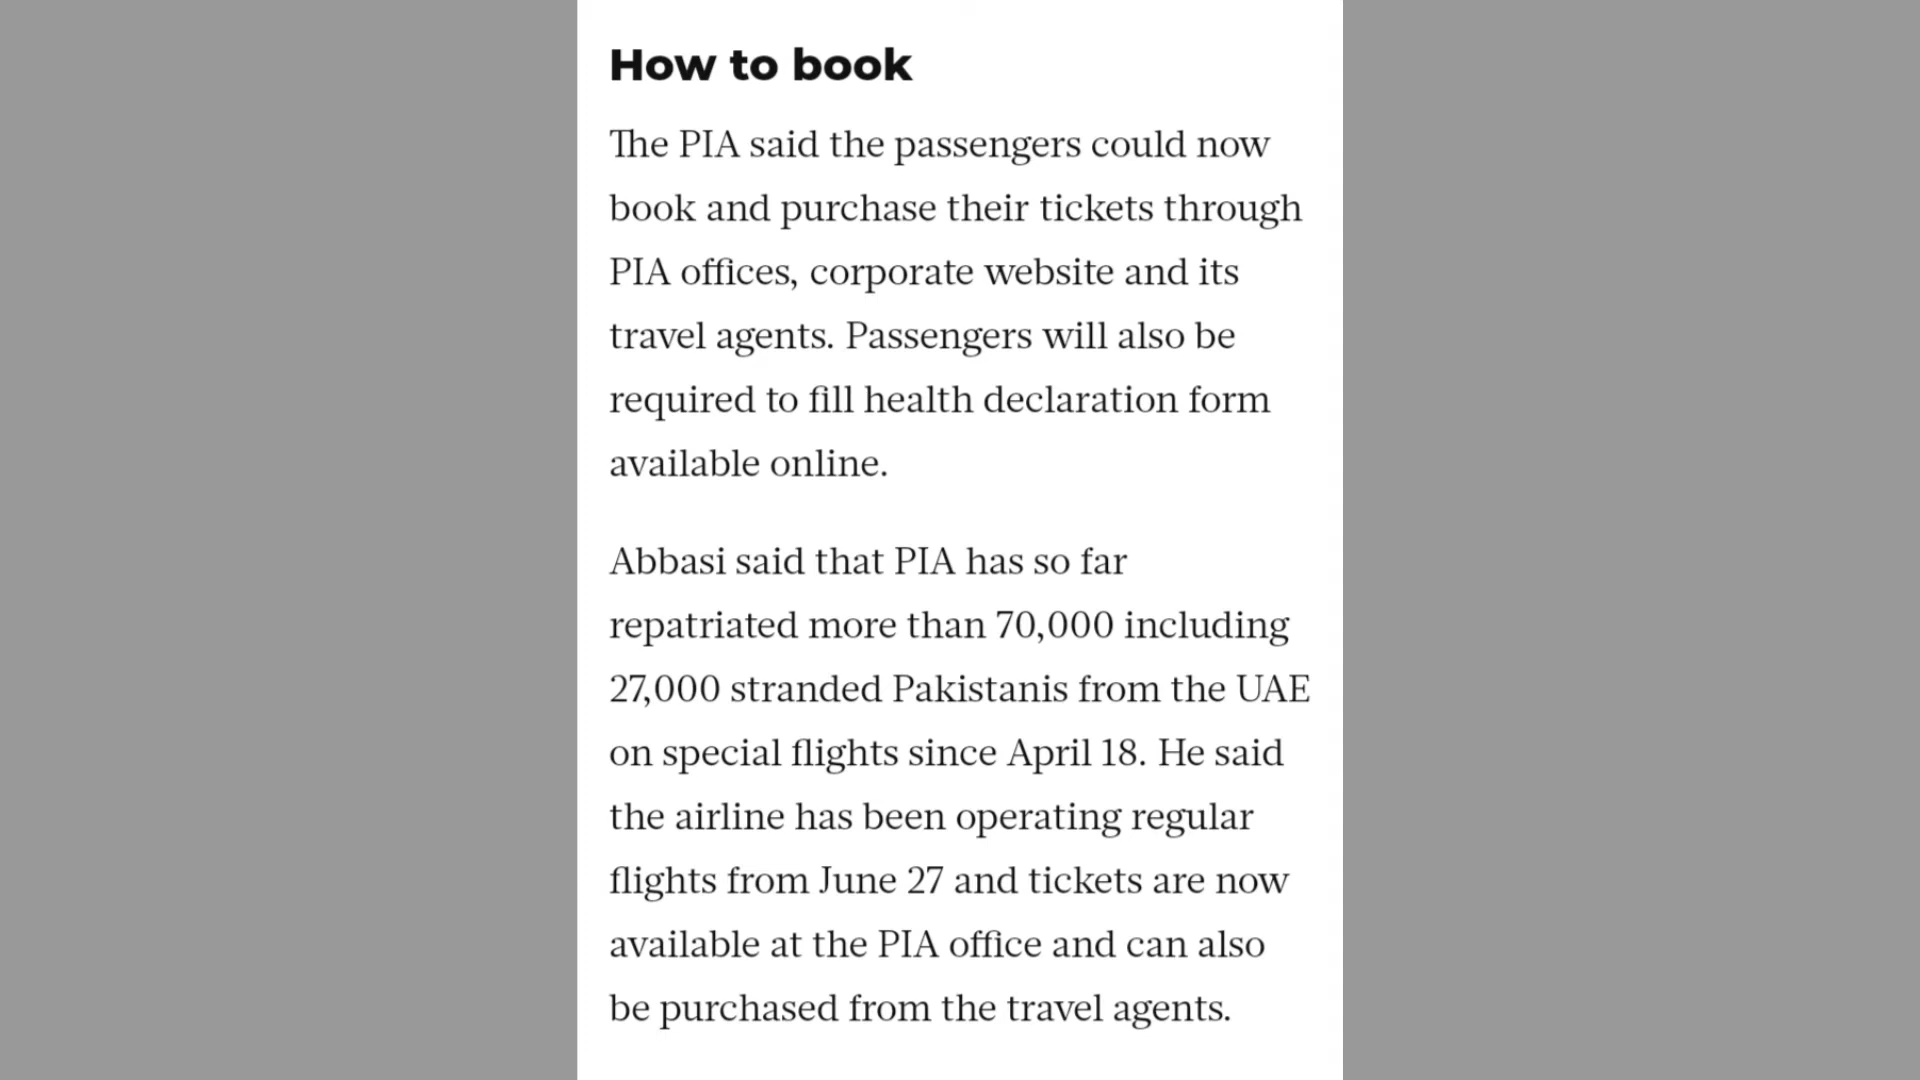 How to book
The PIA said the passengers could now
book and purchase their tickets through
PIA offices, corporate website and its
travel agents. Passengers will also be
required to fill health declaration form
available online.
Abbasi said that PIA has so far
repatriated more than 70,000 including
27,000 stranded Pakistanis from the UAE
on special flights since April 18. He said
the airline has been operating regular
flights from June 27 and tickets are now
available at the PIA office and can also
be purchased from the travel agents.